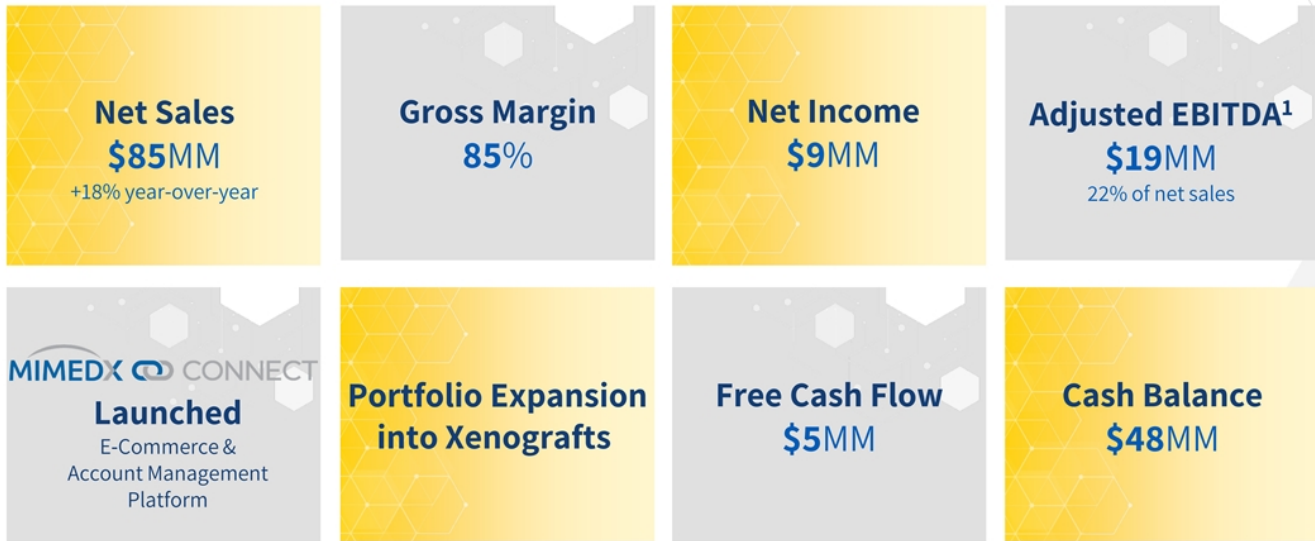 Net Sales
$85MM
+18% year-over-year
Gross Margin
85%
Net Income
$9MM
Adjusted EBITDA¹
$19MM
22% of net sales
MIMEDX CONNECT
Launched
E-Commerce &
Account Management
Platform
Portfolio Expansion
into Xenografts
Free Cash Flow
$5MM
Cash Balance
$48MM